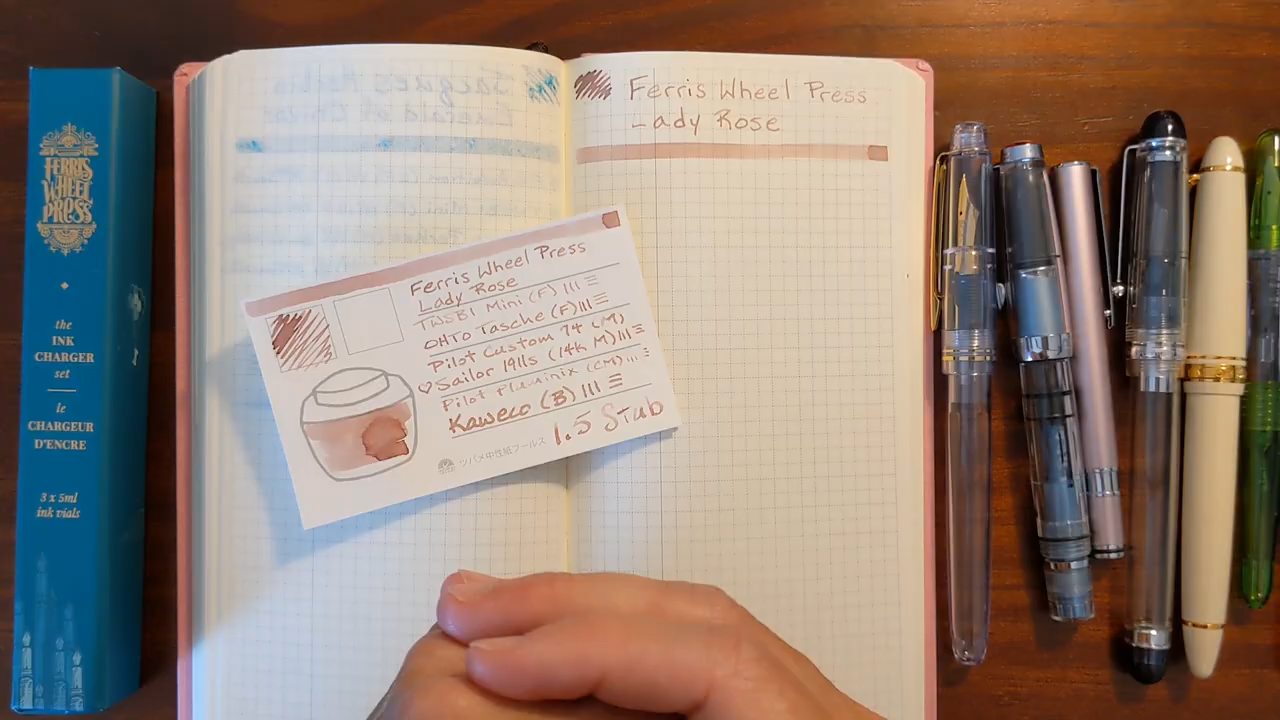 FERRIS
WHEEL
PRESS
the
INK
CHARGER
set
le
CHARGEUR
D'ENCRE
3 x 5ml
ink vials
Ferris Wheel Press
Lady Rose
Ferris Wheel Press
Lady Rose
TWSBI Mini (F)
OHTO Tasche (F)
Pilot Custom 74 (M)
♡ Sailor 1911s (14k M)
Pilot (CM)
Kaweco (B)
1.5 Stub
ツバメ中性紙フールス